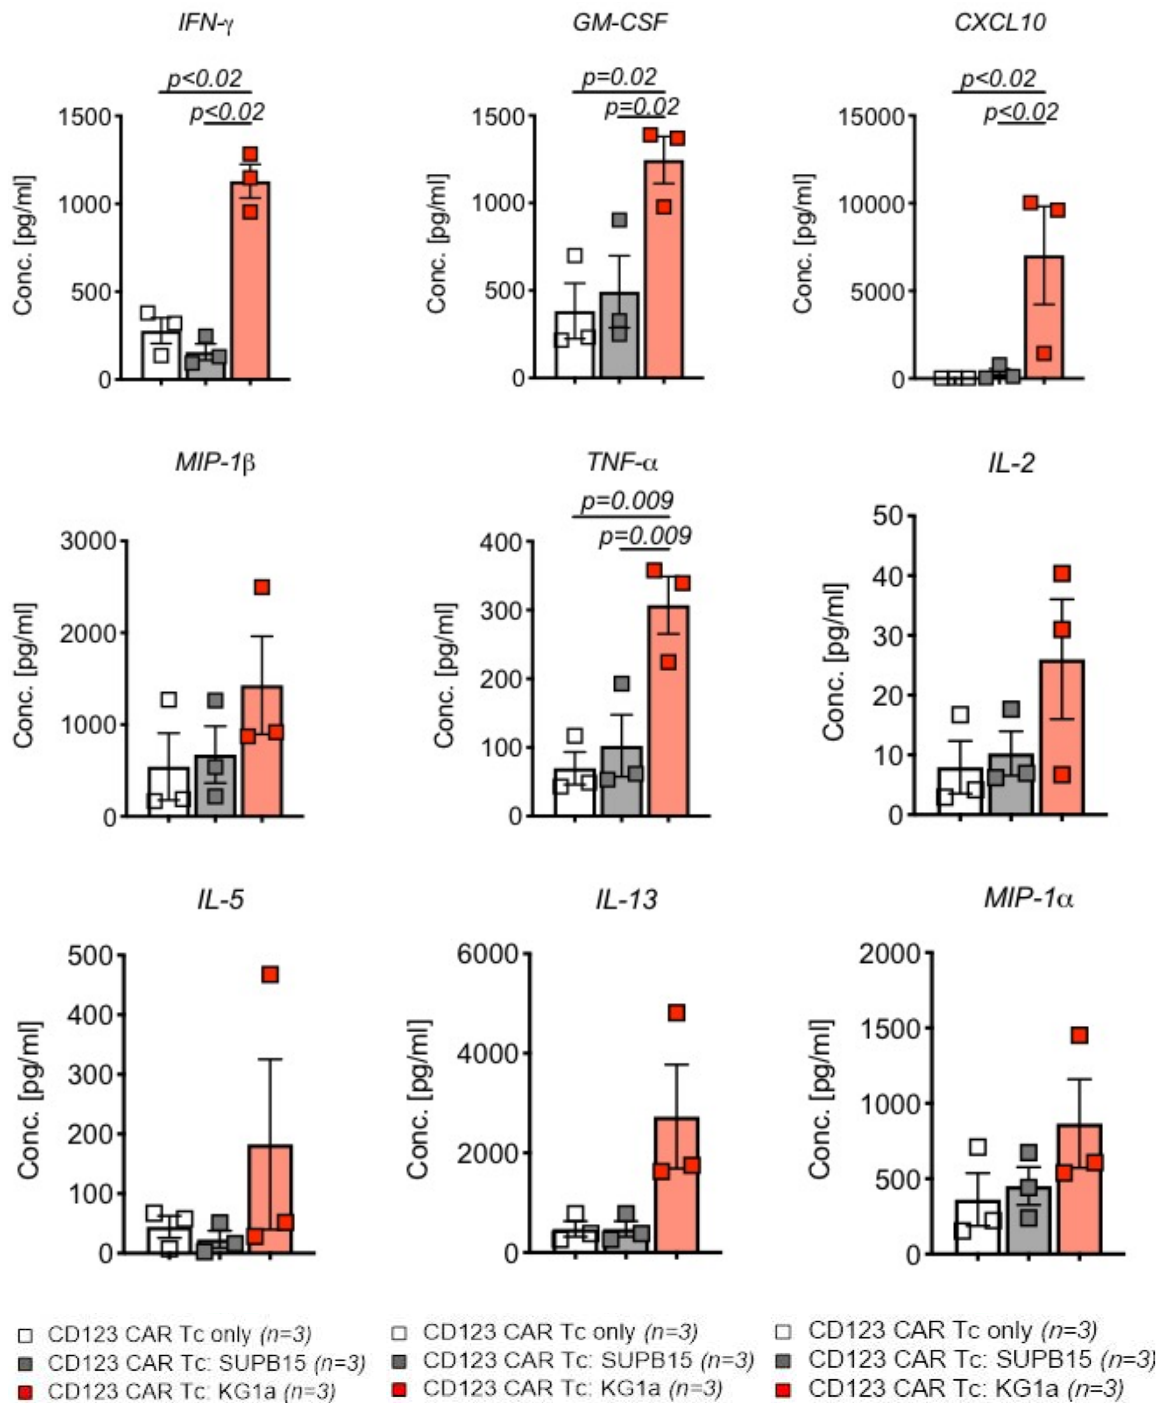 IFN-γ
p<0.02
p<0.02
Conc. [pg/ml]
1500
1000
500
0
GM-CSF
p=0.02
p=0.02
Conc. [pg/ml]
1500
1000
500
0
CXCL10
p<0.02
p<0.02
Conc. [pg/ml]
15000
10000
5000
0
MIP-1β
Conc. [pg/ml]
3000
2000
1000
0
TNF-α
p=0.009
p=0.009
Conc. [pg/ml]
400
300
200
100
0
IL-2
Conc. [pg/ml]
50
40
30
20
10
0
IL-5
Conc. [pg/ml]
500
400
300
200
100
0
IL-13
Conc. [pg/ml]
6000
4000
2000
0
MIP-1α
Conc. [pg/ml]
2000
1500
1000
500
0
CD123 CAR Tc only (n=3)
CD123 CAR Tc: SUPB15 (n=3)
CD123 CAR Tc: KG1a (n=3)
CD123 CAR Tc only (n=3)
CD123 CAR Tc: SUPB15 (n=3)
CD123 CAR Tc: KG1a (n=3)
CD123 CAR Tc only (n=3)
CD123 CAR Tc: SUPB15 (n=3)
CD123 CAR Tc: KG1a (n=3)